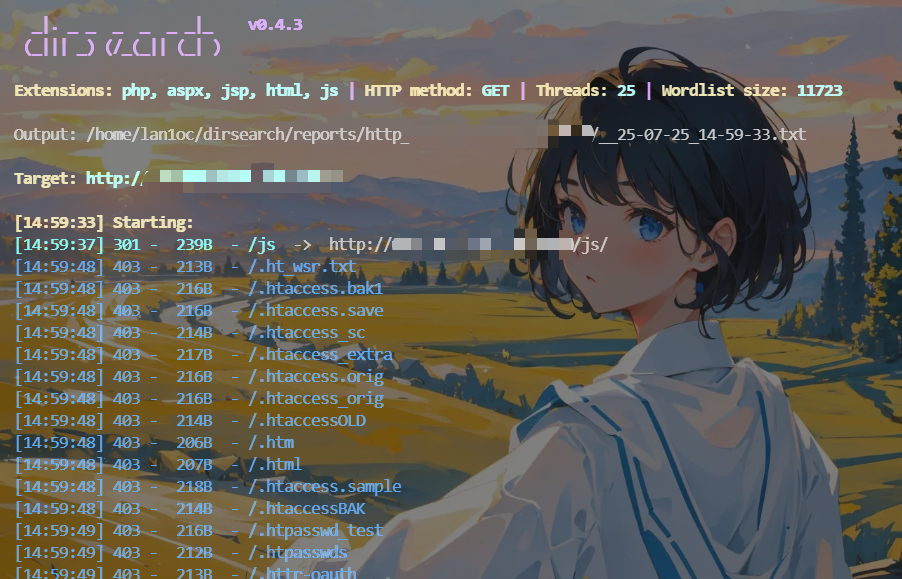 _|. _ _  _  _  _ _|_    v0.4.3
(_||| _) (/_(_|| (_| )
Extensions: php, aspx, jsp, html, js | HTTP method: GET | Threads: 25 | Wordlist size: 11723
Output: /home/lan1oc/dirsearch/reports/http_ /__25-07-25_14-59-33.txt
Target: http:/
[14:59:33] Starting:
[14:59:37] 301 -  239B  - /js  ->  http:// /js/
[14:59:48] 403 -  213B  - /.ht_wsr.txt
[14:59:48] 403 -  216B  - /.htaccess.bak1
[14:59:48] 403 -  216B  - /.htaccess.save
[14:59:48] 403 -  214B  - /.htaccess_sc
[14:59:48] 403 -  217B  - /.htaccess_extra
[14:59:48] 403 -  216B  - /.htaccess.orig
[14:59:48] 403 -  216B  - /.htaccess_orig
[14:59:48] 403 -  214B  - /.htaccessOLD
[14:59:48] 403 -  206B  - /.htm
[14:59:48] 403 -  207B  - /.html
[14:59:48] 403 -  218B  - /.htaccess.sample
[14:59:48] 403 -  214B  - /.htaccessBAK
[14:59:49] 403 -  216B  - /.htpasswd_test
[14:59:49] 403 -  212B  - /.htpasswds
[14:59:49] 403 -  213B  - /.httr-oauth